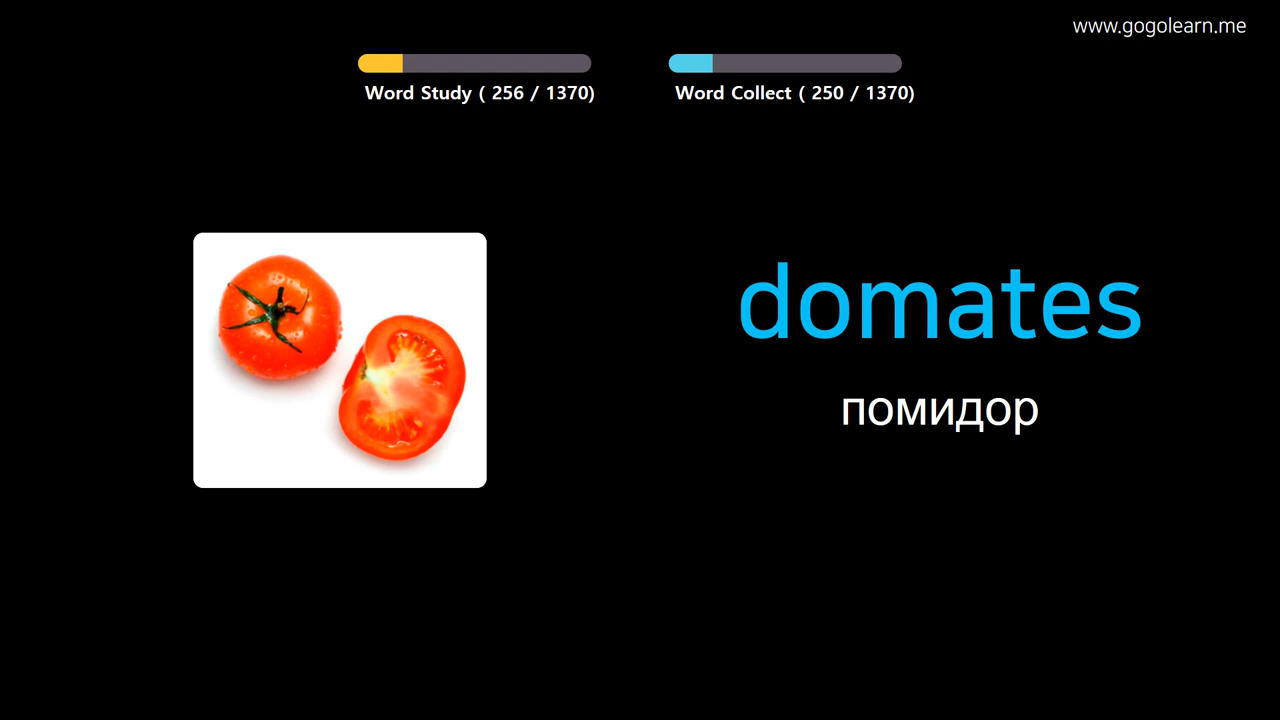 www.gogolearn.me
Word Study ( 256 / 1370)
Word Collect ( 250 / 1370)
domates
помидор